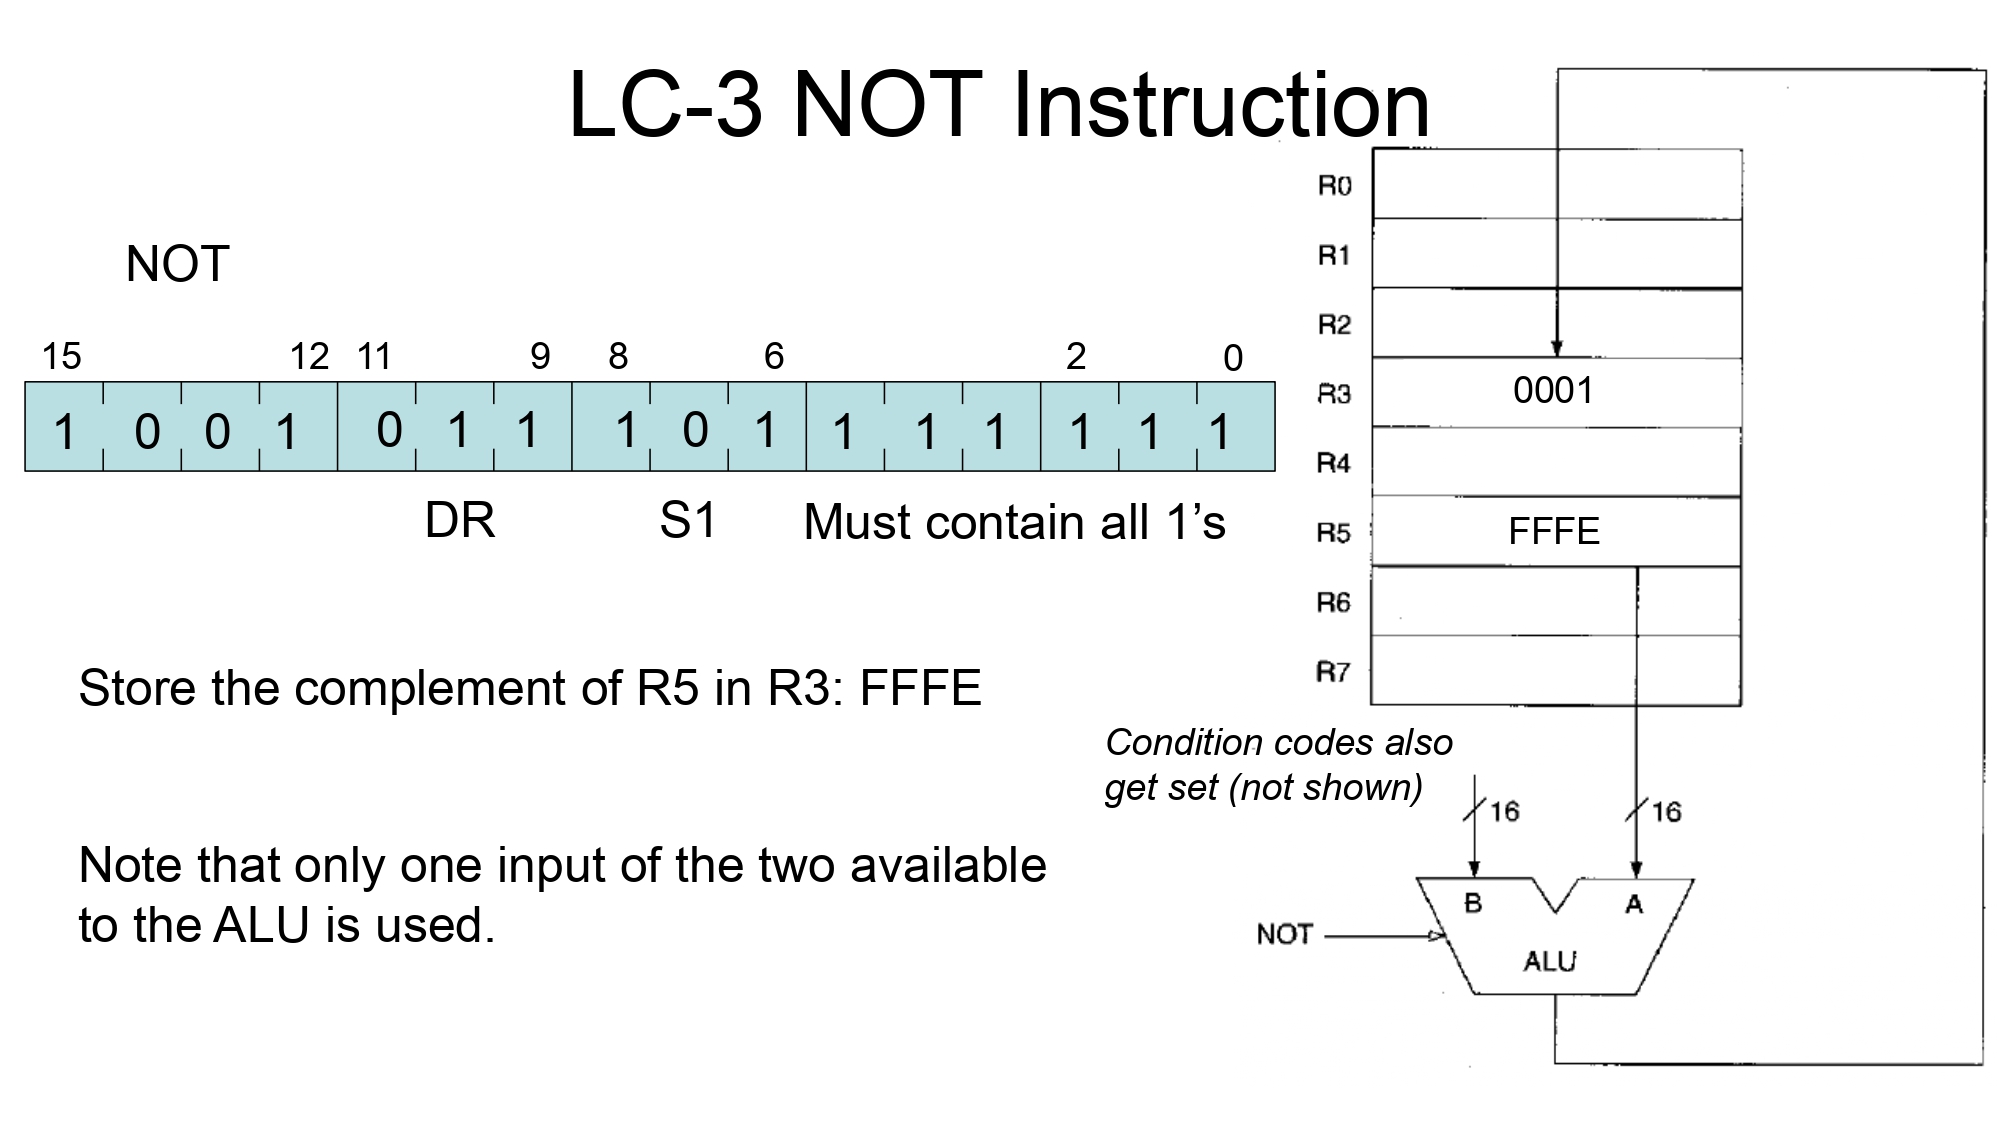 LC-3 NOT Instruction
NOT
15 12 11 9 8 6 2 0
1 0 0 1 0 1 1 1 0 1 1 1 1 1 1 1
DR S1 Must contain all 1’s
Store the complement of R5 in R3: FFFE
Note that only one input of the two available
to the ALU is used.
R0
R1
R2
R3 0001
R4
R5 FFFE
R6
R7
Condition codes also
get set (not shown)
16 16
B A
NOT
ALU